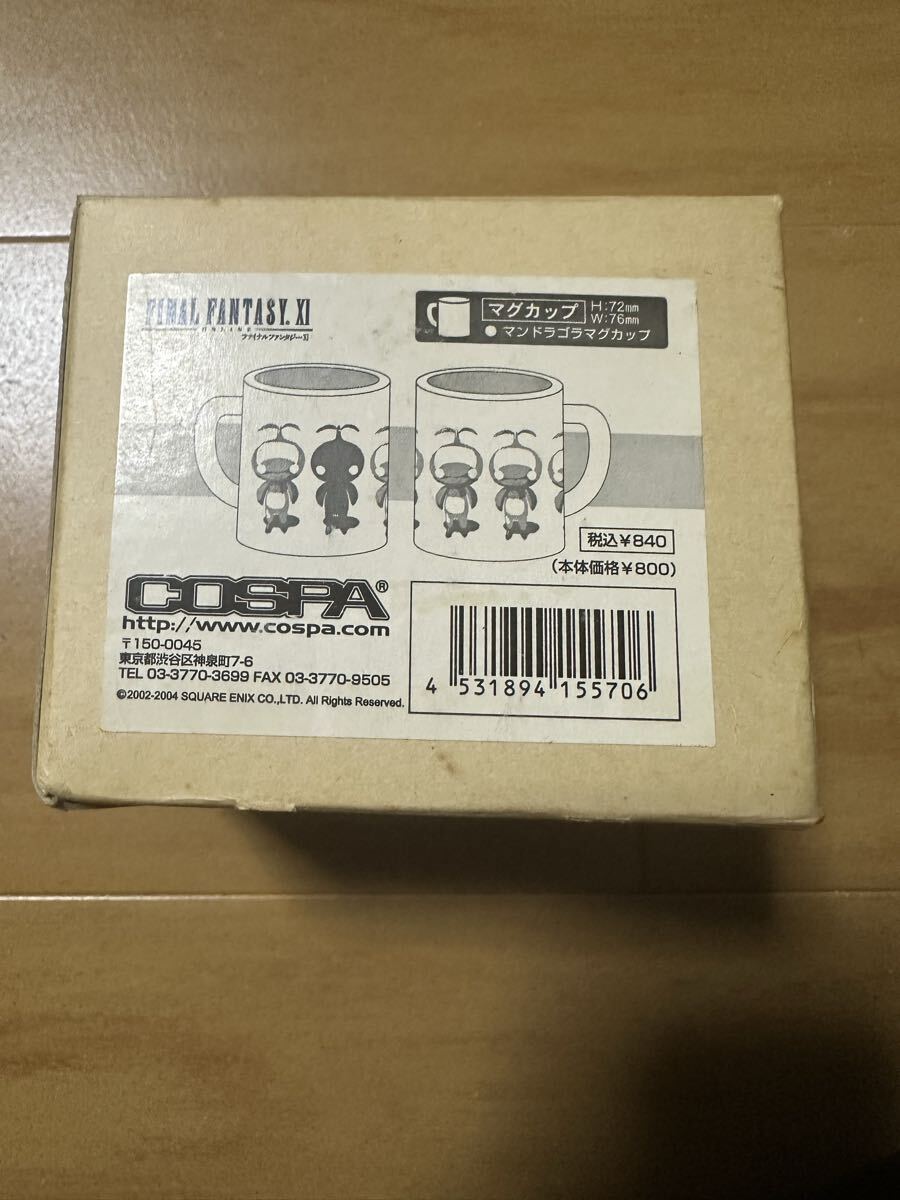 FINAL FANTASY. XI
ONLINE
ファイナルファンタジーXI
マグカップ H:72mm
W:76mm
● マンドラゴラマグカップ
税込￥840
(本体価格￥800)
COSPA®
http://www.cospa.com
〒150-0045
東京都渋谷区神泉町7-6
TEL 03-3770-3699 FAX 03-3770-9505
©2002-2004 SQUARE ENIX CO.,LTD. All Rights Reserved.
4 531894 155706